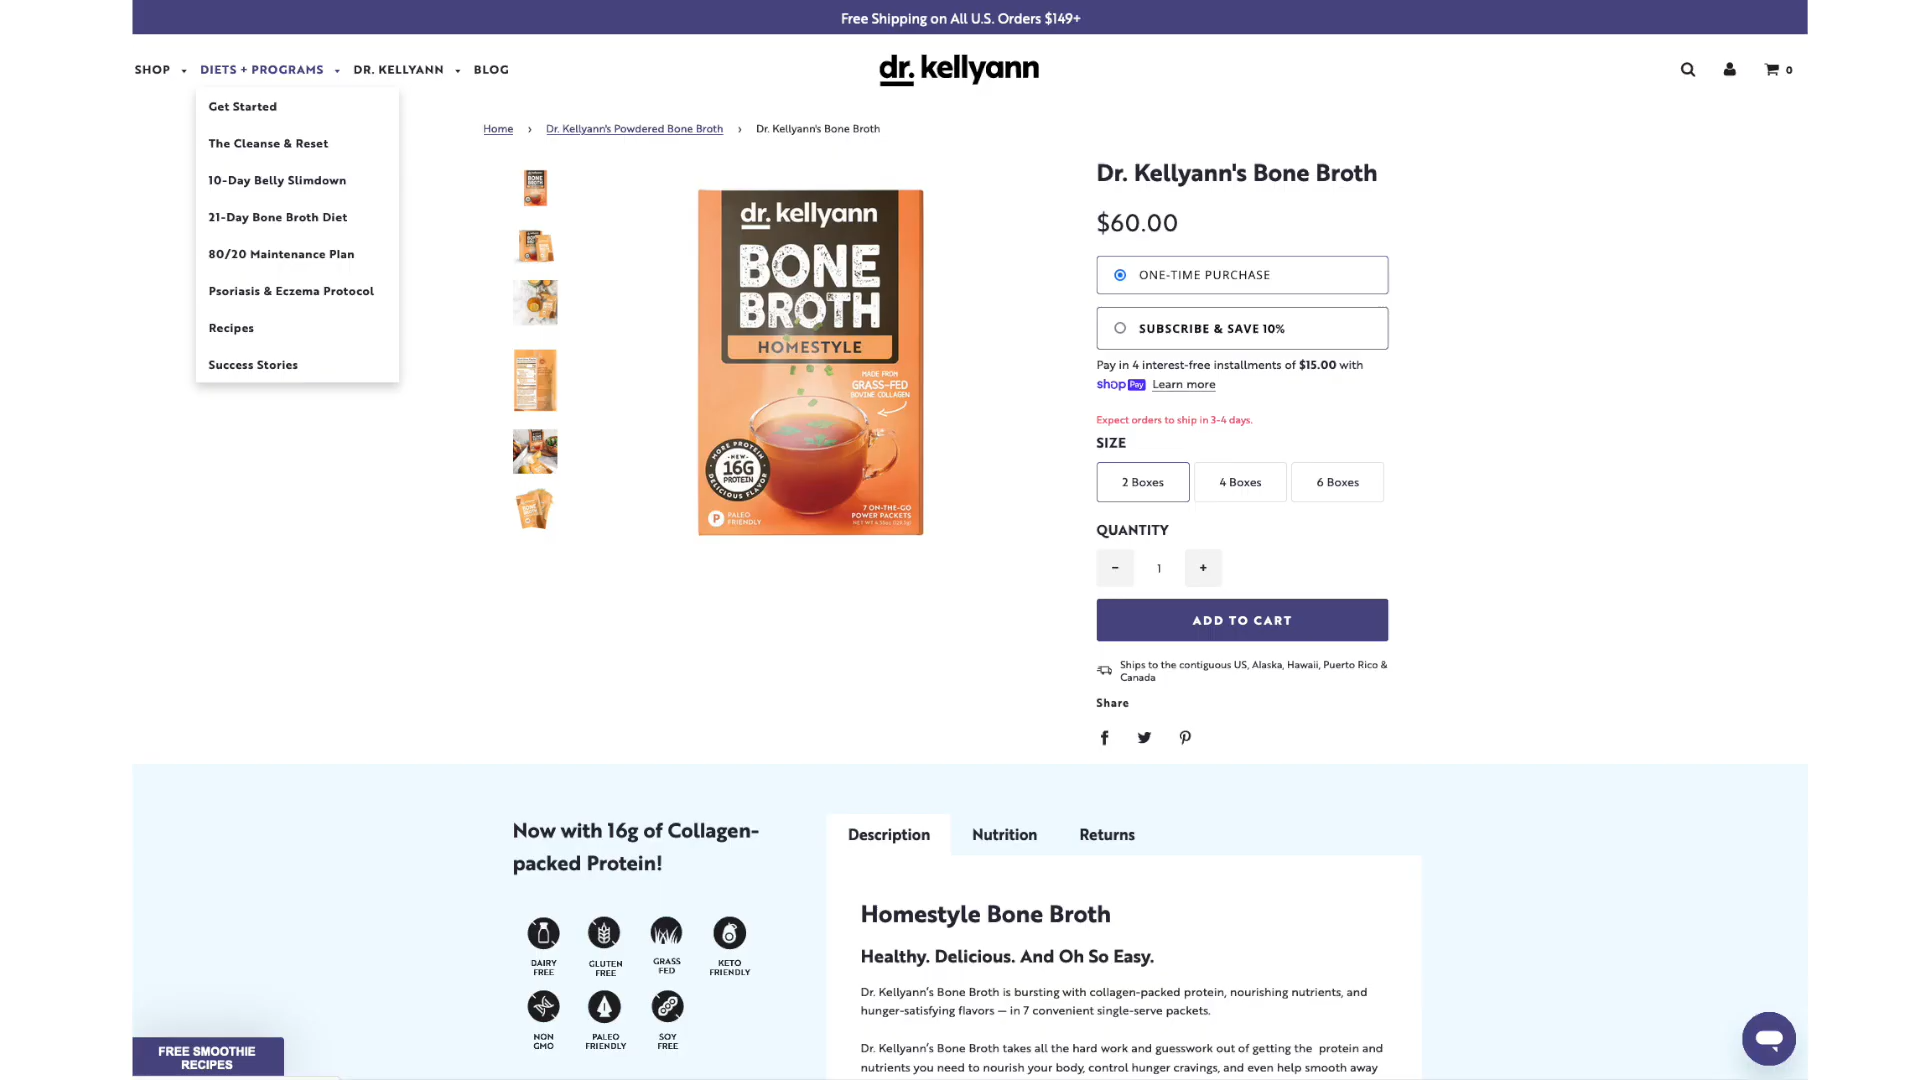 Free Shipping on All U.S. Orders $149+
SHOP
DIETS + PROGRAMS
DR. KELLYANN
BLOG
dr. kellyann
0
Get Started
The Cleanse & Reset
10-Day Belly Slimdown
21-Day Bone Broth Diet
80/20 Maintenance Plan
Psoriasis & Eczema Protocol
Recipes
Success Stories
Home › Dr. Kellyann's Powdered Bone Broth › Dr. Kellyann's Bone Broth
dr. kellyann
BONE
BROTH
HOMESTYLE
MADE FROM
GRASS-FED
BOVINE COLLAGEN
MORE PROTEIN
-NEW-
16G
PROTEIN
DELICIOUS FLAVOR
P PALEO
FRIENDLY
7 ON-THE-GO
POWER PACKETS
Dr. Kellyann's Bone Broth
$60.00
ONE-TIME PURCHASE
SUBSCRIBE & SAVE 10%
Pay in 4 interest-free installments of $15.00 with
shop Pay Learn more
Expect orders to ship in 3-4 days.
SIZE
2 Boxes
4 Boxes
6 Boxes
QUANTITY
- 1 +
ADD TO CART
Ships to the contiguous US, Alaska, Hawaii, Puerto Rico &
Canada
Share
Now with 16g of Collagen-
packed Protein!
DAIRY
FREE
GLUTEN
FREE
GRASS
FED
KETO
FRIENDLY
NON
GMO
PALEO
FRIENDLY
SOY
FREE
Description
Nutrition
Returns
Homestyle Bone Broth
Healthy. Delicious. And Oh So Easy.
Dr. Kellyann’s Bone Broth is bursting with collagen-packed protein, nourishing nutrients, and
hunger-satisfying flavors — in 7 convenient single-serve packets.
Dr. Kellyann’s Bone Broth takes all the hard work and guesswork out of getting the protein and
nutrients you need to nourish your body, control hunger cravings, and even help smooth away
FREE SMOOTHIE
RECIPES